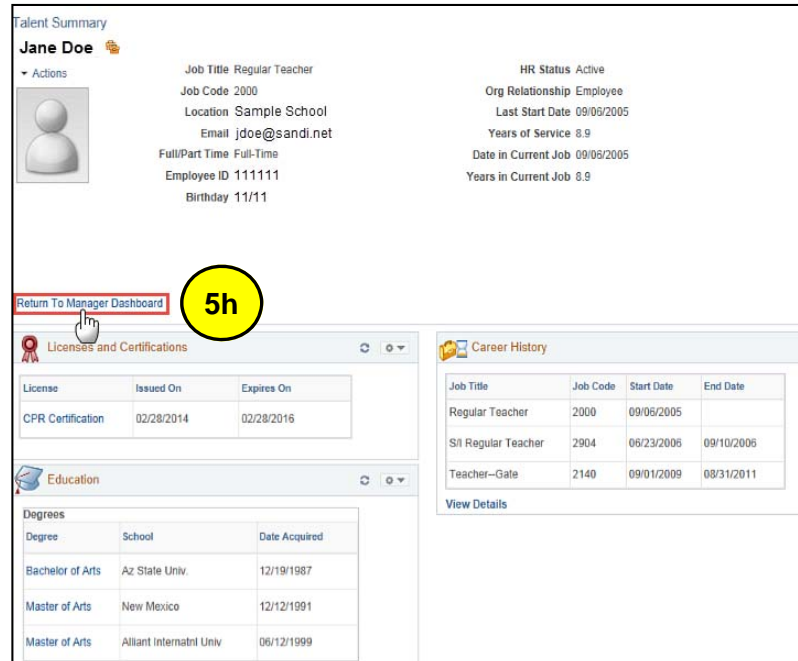 Talent Summary
Jane Doe
Actions
Job Title Regular Teacher
Job Code 2000
Location Sample School
Email jdoe@sandi.net
Full/Part Time Full-Time
Employee ID 111111
Birthday 11/11
HR Status Active
Org Relationship Employee
Last Start Date 09/06/2005
Years of Service 8.9
Date in Current Job 09/06/2005
Years in Current Job 8.9
Return To Manager Dashboard
5h
Licenses and Certifications
License Issued On Expires On
CPR Certification 02/28/2014 02/28/2016
Education
Degrees
Degree School Date Acquired
Bachelor of Arts Az State Univ. 12/19/1987
Master of Arts New Mexico 12/12/1991
Master of Arts Alliant Internatnl Univ 06/12/1999
Career History
Job Title Job Code Start Date End Date
Regular Teacher 2000 09/06/2005
S/I Regular Teacher 2904 06/23/2006 09/10/2006
Teacher--Gate 2140 09/01/2009 08/31/2011
View Details